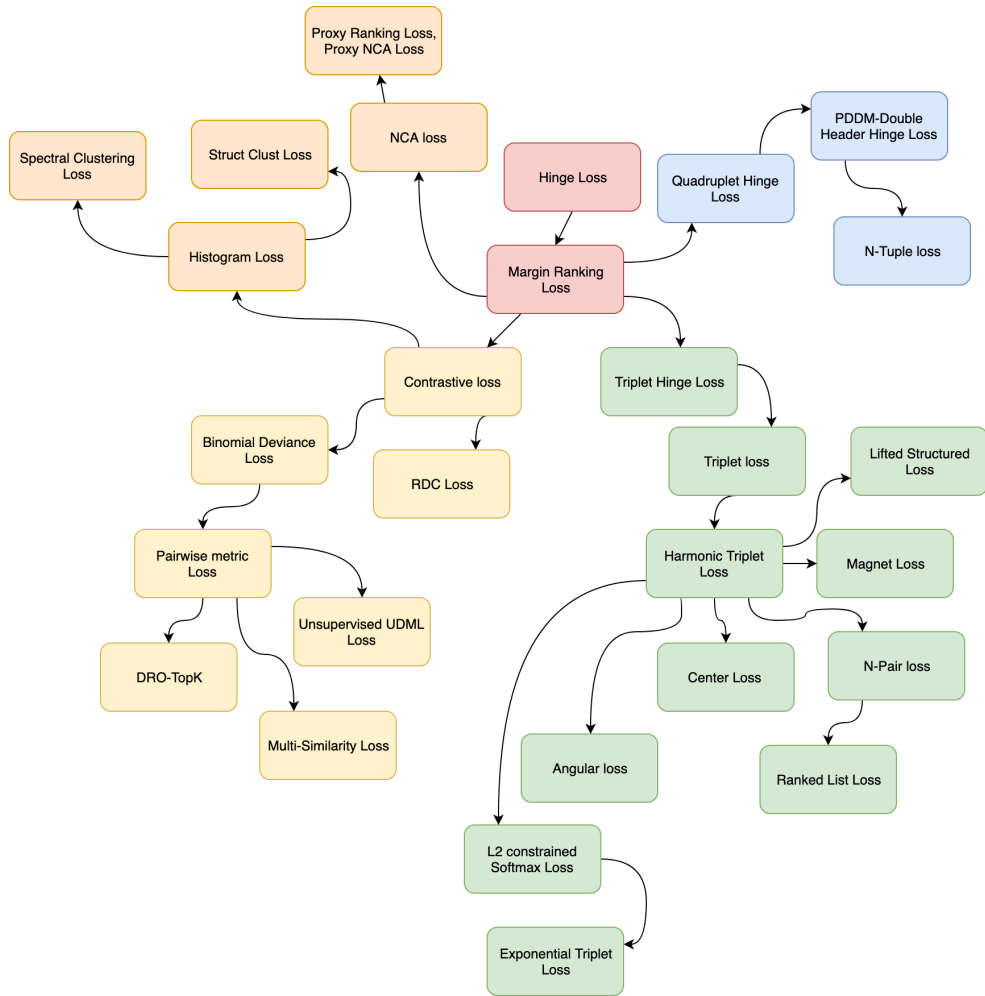 Proxy Ranking Loss,
Proxy NCA Loss
NCA loss
Struct Clust Loss
Spectral Clustering
Loss
Histogram Loss
Hinge Loss
Margin Ranking
Loss
Quadruplet Hinge
Loss
PDDM-Double
Header Hinge Loss
N-Tuple loss
Contrastive loss
Binomial Deviance
Loss
RDC Loss
Pairwise metric
Loss
Unsupervised UDML
Loss
DRO-TopK
Multi-Similarity Loss
Triplet Hinge Loss
Triplet loss
Lifted Structured
Loss
Harmonic Triplet
Loss
Magnet Loss
Center Loss
N-Pair loss
Angular loss
Ranked List Loss
L2 constrained
Softmax Loss
Exponential Triplet
Loss